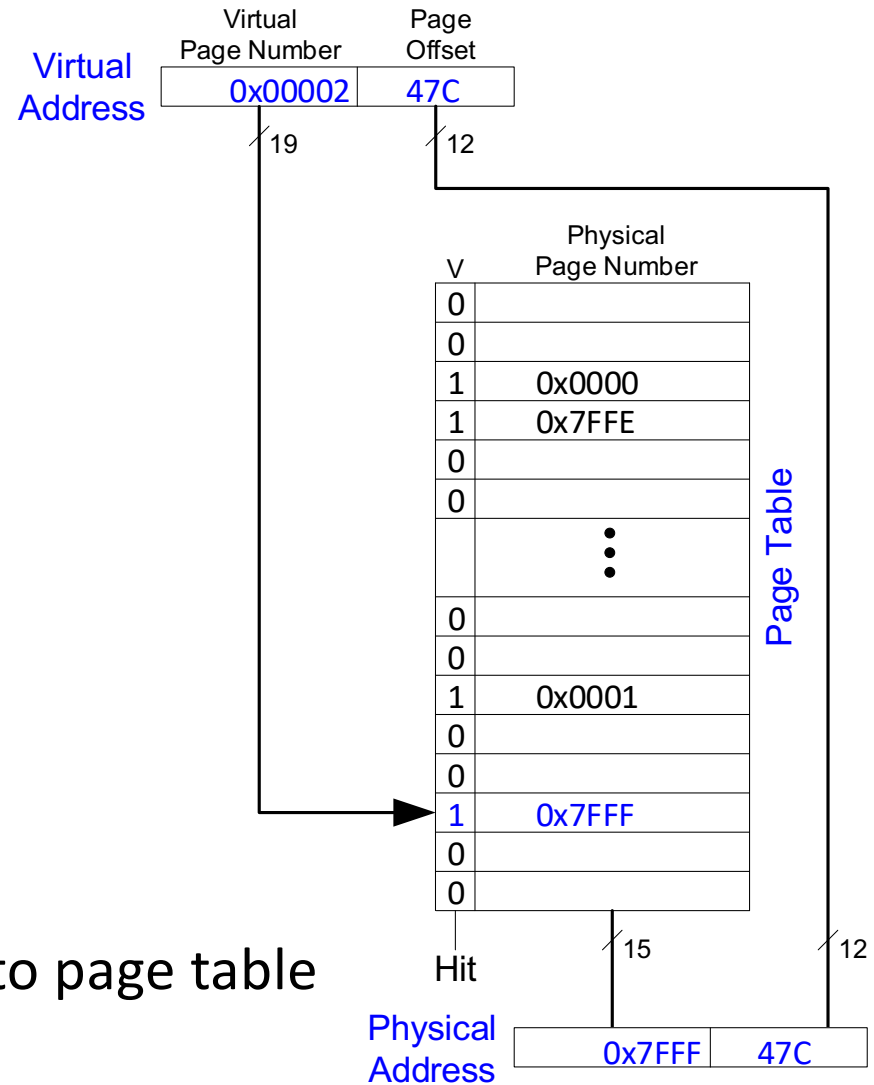 Virtual
Page Number
Page
Offset
Virtual
Address
0x00002
47C
19
12
V
Physical
Page Number
0
0
1 0x0000
1 0x7FFE
0
0
0
0
1 0x0001
0
0
1 0x7FFF
0
0
Page Table
to page table
Hit
15
12
Physical
Address
0x7FFF
47C